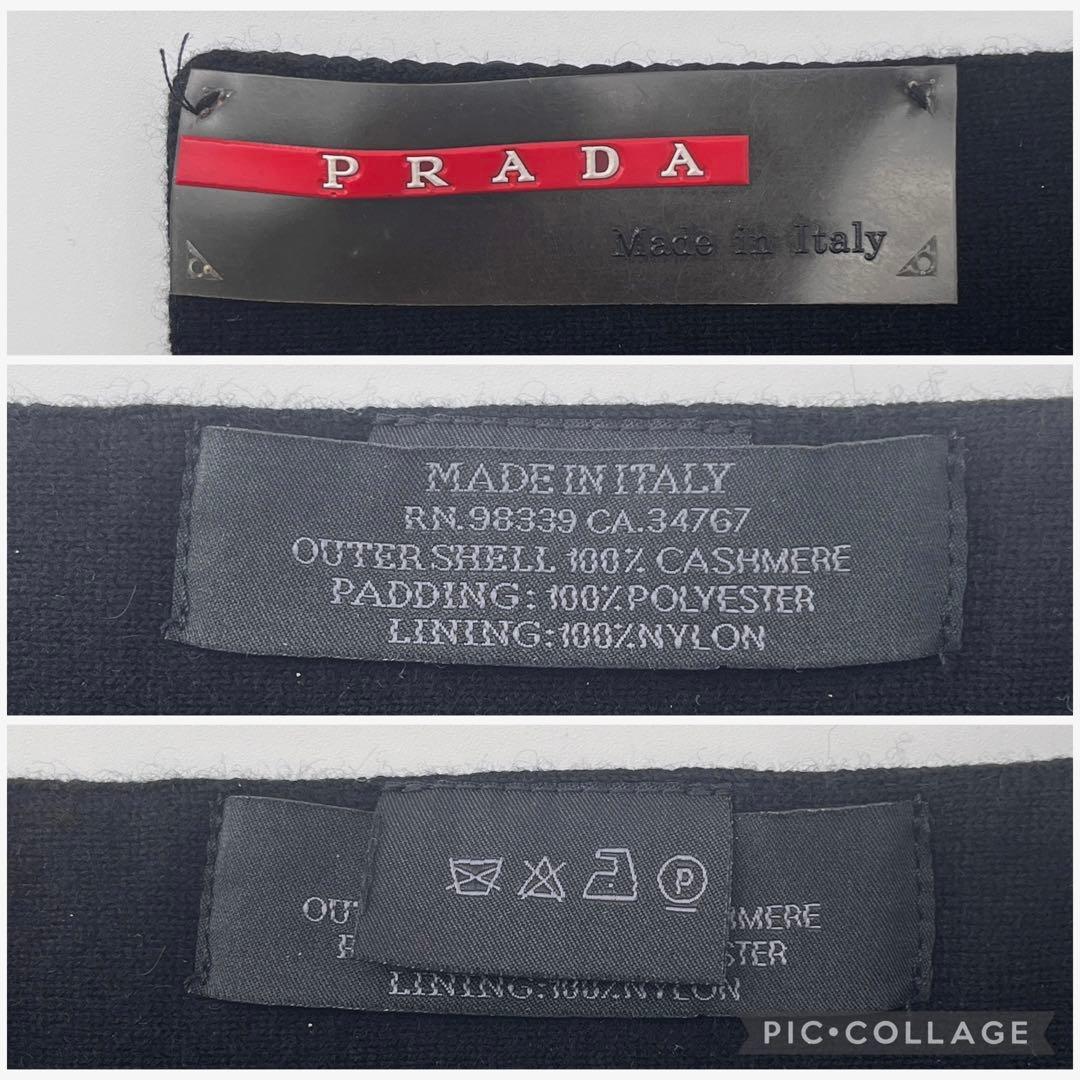 PRADA
Made in Italy
MADE IN ITALY
RN.98339 CA.34767
OUTER SHELL 100% CASHMERE
PADDING: 100% POLYESTER
LINING:100%NYLON
P
OUT
MERE
STER
LINING:100%NYLON
PIC•COLLAGE